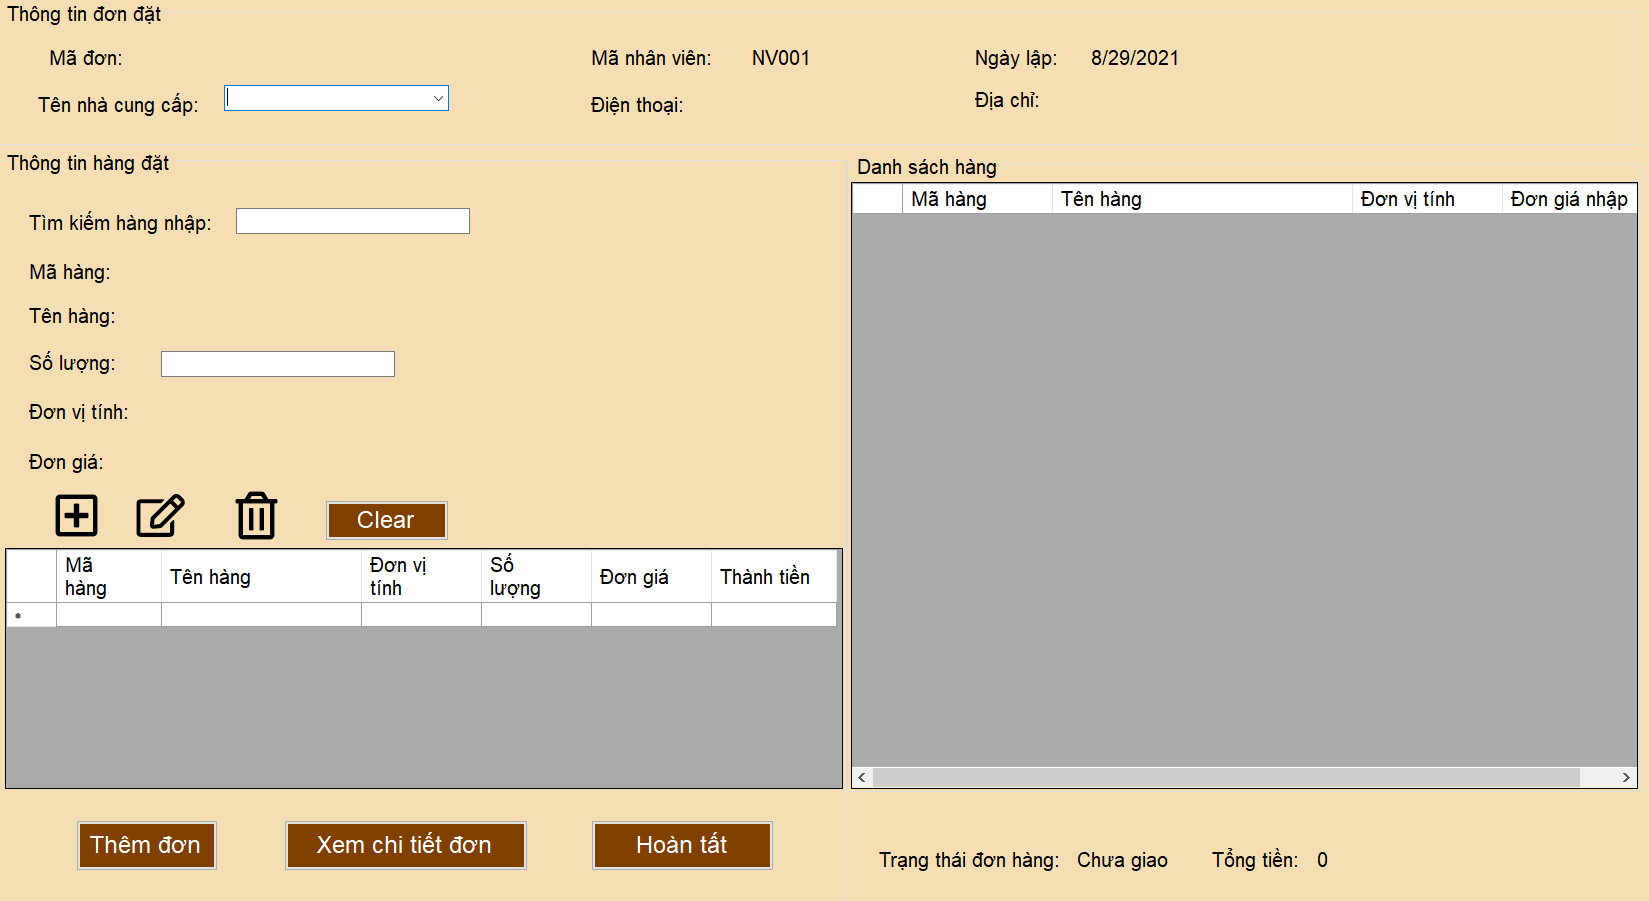 Thông tin đơn đặt
Mã đơn:
Mã nhân viên: NV001
Ngày lập: 8/29/2021
Tên nhà cung cấp:
Điện thoại:
Địa chỉ:
Thông tin hàng đặt
Tìm kiếm hàng nhập:
Mã hàng:
Tên hàng:
Số lượng:
Đơn vị tính:
Đơn giá:
Clear
Mã
hàng
Tên hàng
Đơn vị
tính
Số
lượng
Đơn giá
Thành tiền
Thêm đơn
Xem chi tiết đơn
Hoàn tất
Danh sách hàng
Mã hàng
Tên hàng
Đơn vị tính
Đơn giá nhập
Trạng thái đơn hàng: Chưa giao
Tổng tiền: 0